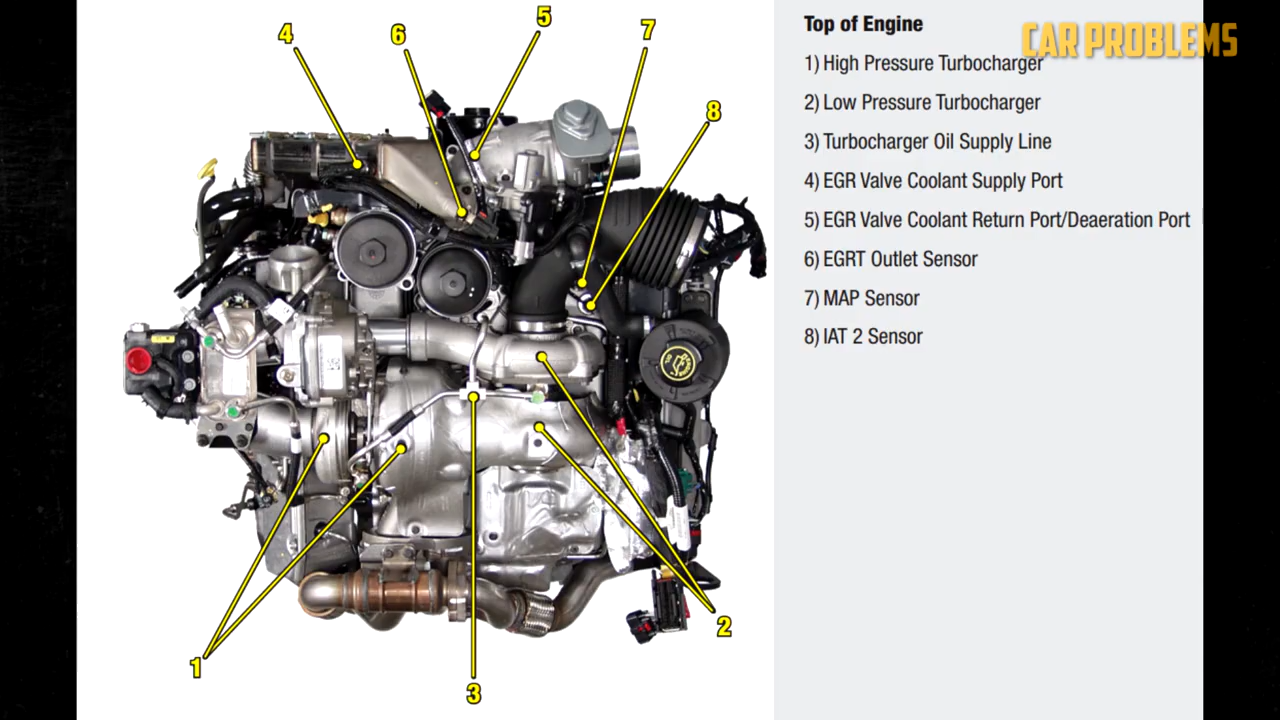 4
6
5
7
8
1
3
2
Top of Engine
CAR PROBLEMS
1) High Pressure Turbocharger
2) Low Pressure Turbocharger
3) Turbocharger Oil Supply Line
4) EGR Valve Coolant Supply Port
5) EGR Valve Coolant Return Port/Deaeration Port
6) EGRT Outlet Sensor
7) MAP Sensor
8) IAT 2 Sensor